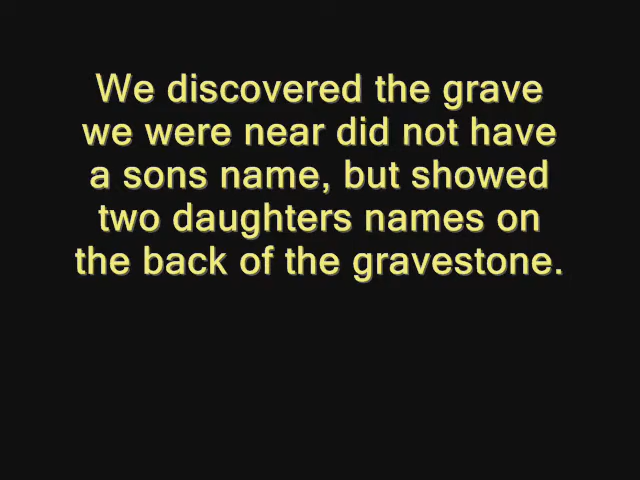 We discovered the grave
we were near did not have
a sons name, but showed
two daughters names on
the back of the gravestone.